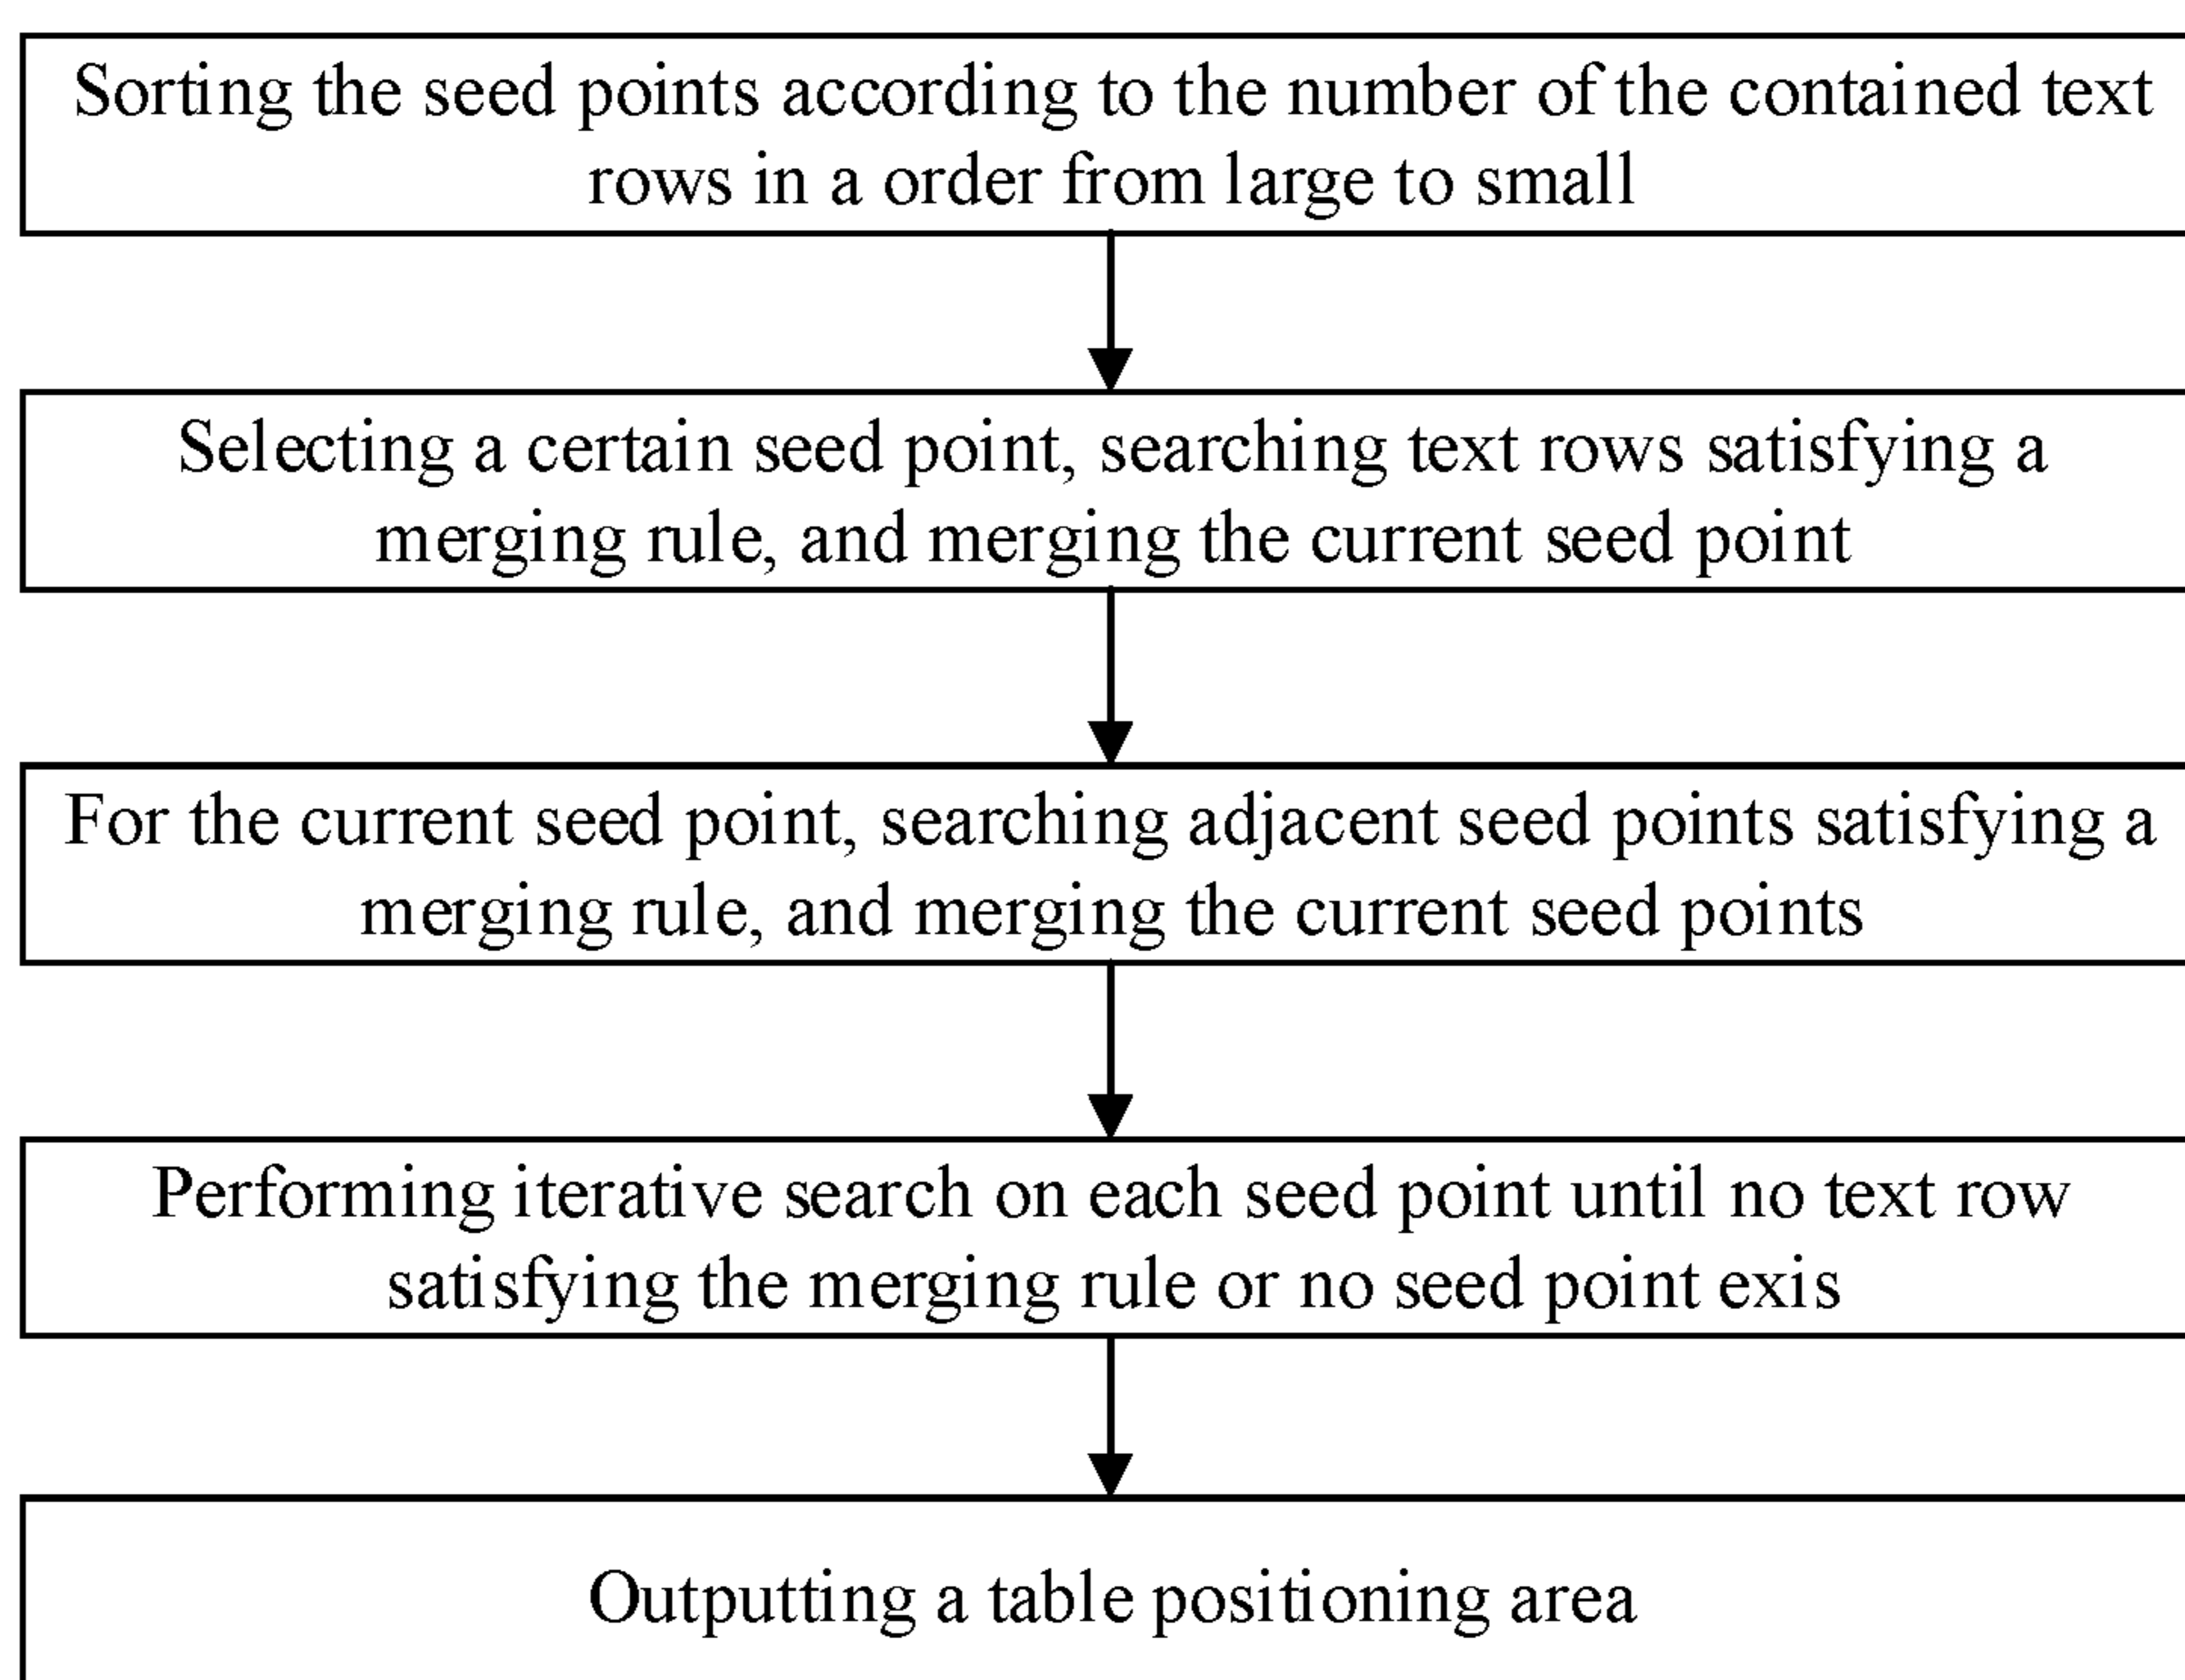 Sorting the seed points according to the number of the contained text
rows in a order from large to small
Selecting a certain seed point, searching text rows satisfying a
merging rule, and merging the current seed point
For the current seed point, searching adjacent seed points satisfying a
merging rule, and merging the current seed points
Performing iterative search on each seed point until no text row
satisfying the merging rule or no seed point exis
Outputting a table positioning area